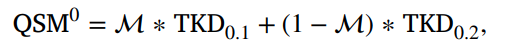 QSM⁰ = ℳ ∗ TKD₀.₁ + (1 − ℳ) ∗ TKD₀.₂,